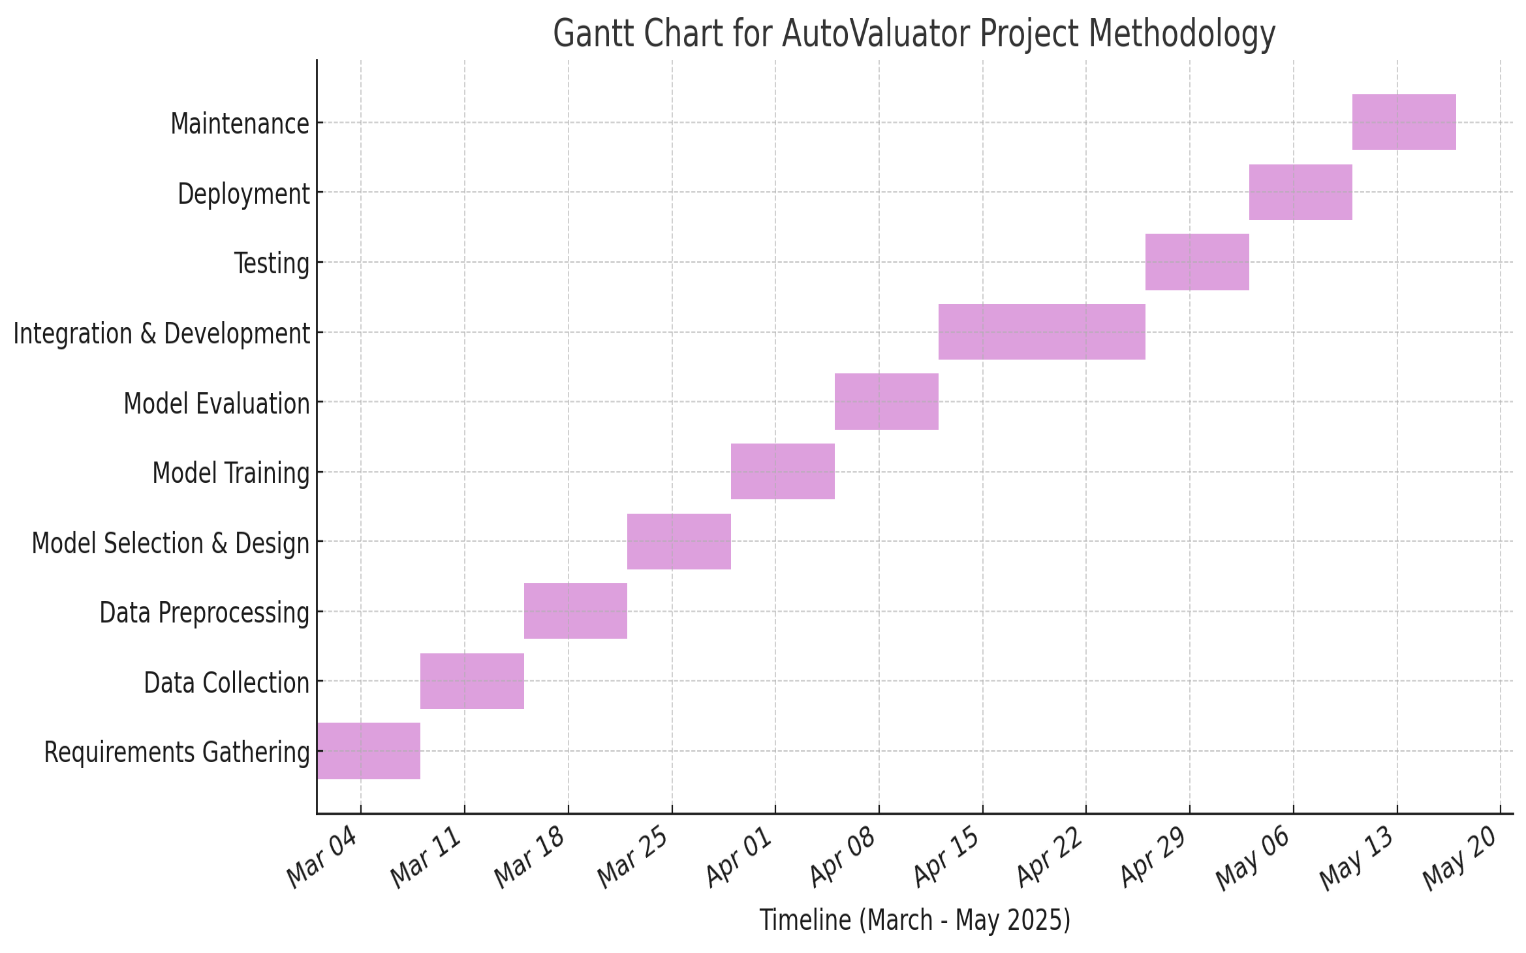 Gantt Chart for AutoValuator Project Methodology
Maintenance
Deployment
Testing
Integration & Development
Model Evaluation
Model Training
Model Selection & Design
Data Preprocessing
Data Collection
Requirements Gathering
Mar 04
Mar 11
Mar 18
Mar 25
Apr 01
Apr 08
Apr 15
Apr 22
Apr 29
May 06
May 13
May 20
Timeline (March - May 2025)